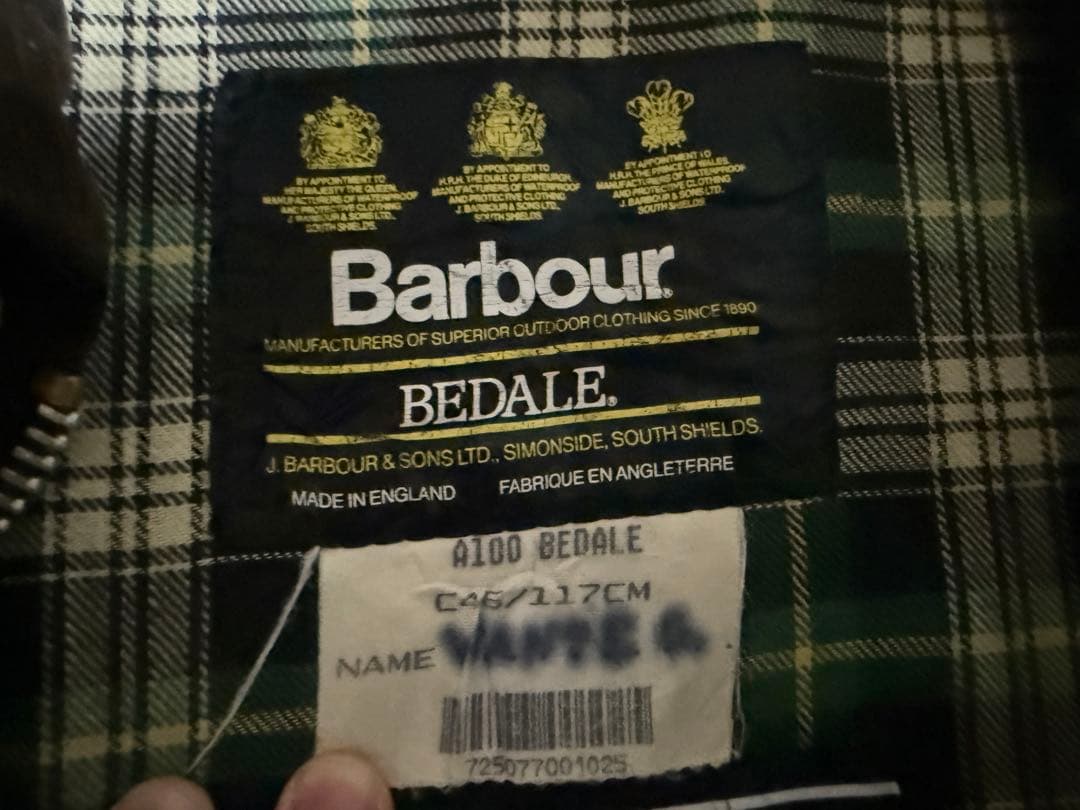 BY APPOINTMENT TO
HER MAJESTY THE QUEEN
MANUFACTURERS OF WATERPROOF
AND PROTECTIVE CLOTHING
J. BARBOUR & SONS LTD.
SOUTH SHIELDS.
BY APPOINTMENT TO
H.R.H. THE DUKE OF EDINBURGH
MANUFACTURERS OF WATERPROOF
AND PROTECTIVE CLOTHING
J. BARBOUR & SONS LTD.
SOUTH SHIELDS
BY APPOINTMENT TO
H.R.H. THE PRINCE OF WALES
MANUFACTURERS OF WATERPROOF
AND PROTECTIVE CLOTHING
J. BARBOUR & SONS LTD.
SOUTH SHIELDS
Barbour®
MANUFACTURERS OF SUPERIOR OUTDOOR CLOTHING SINCE 1890
BEDALE®
J. BARBOUR & SONS LTD., SIMONSIDE, SOUTH SHIELDS.
MADE IN ENGLAND FABRIQUE EN ANGLETERRE
A100 BEDALE
C46/117CM
NAME
725077001025